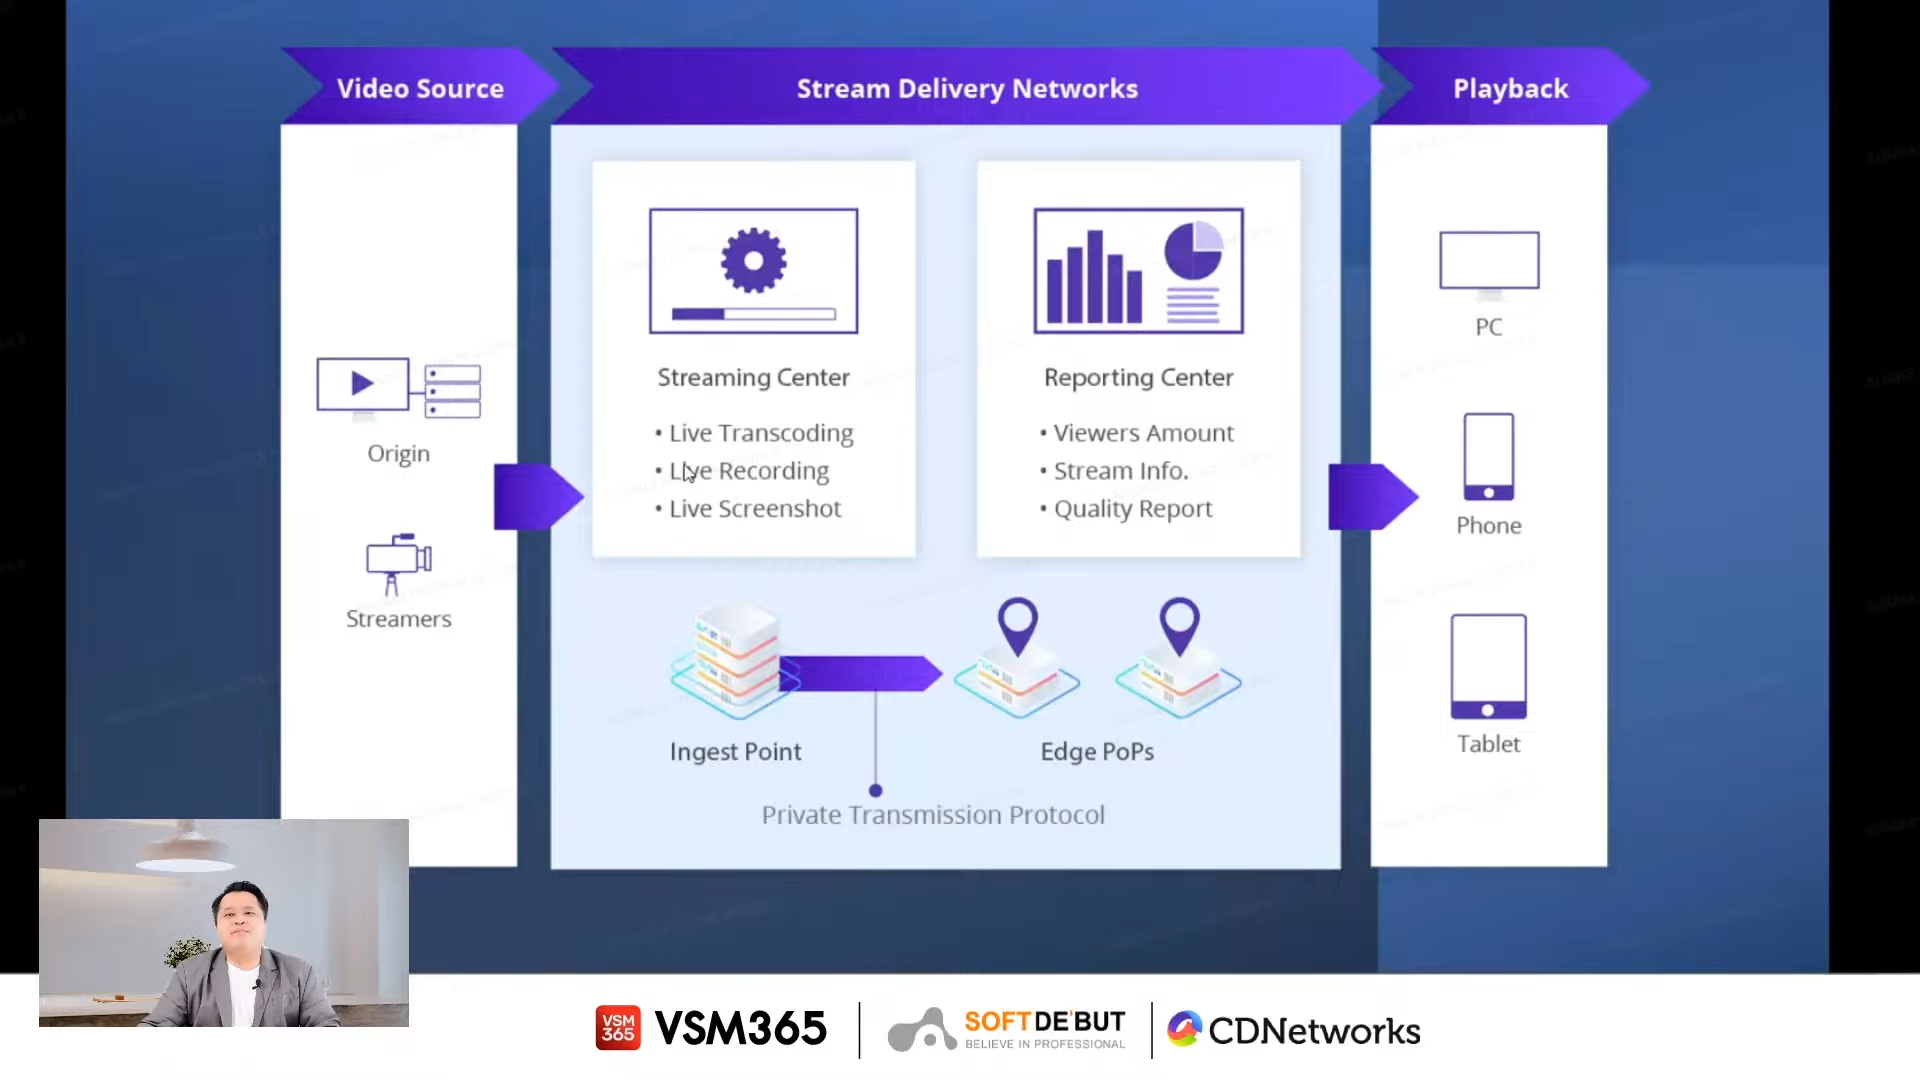 Video Source
Stream Delivery Networks
Playback
Origin
Streamers
Streaming Center
• Live Transcoding
• Live Recording
• Live Screenshot
Reporting Center
• Viewers Amount
• Stream Info.
• Quality Report
Ingest Point
Edge PoPs
Private Transmission Protocol
PC
Phone
Tablet
VSM
365
VSM365
SOFTDE'BUT
BELIEVE IN PROFESSIONAL
CDNetworks